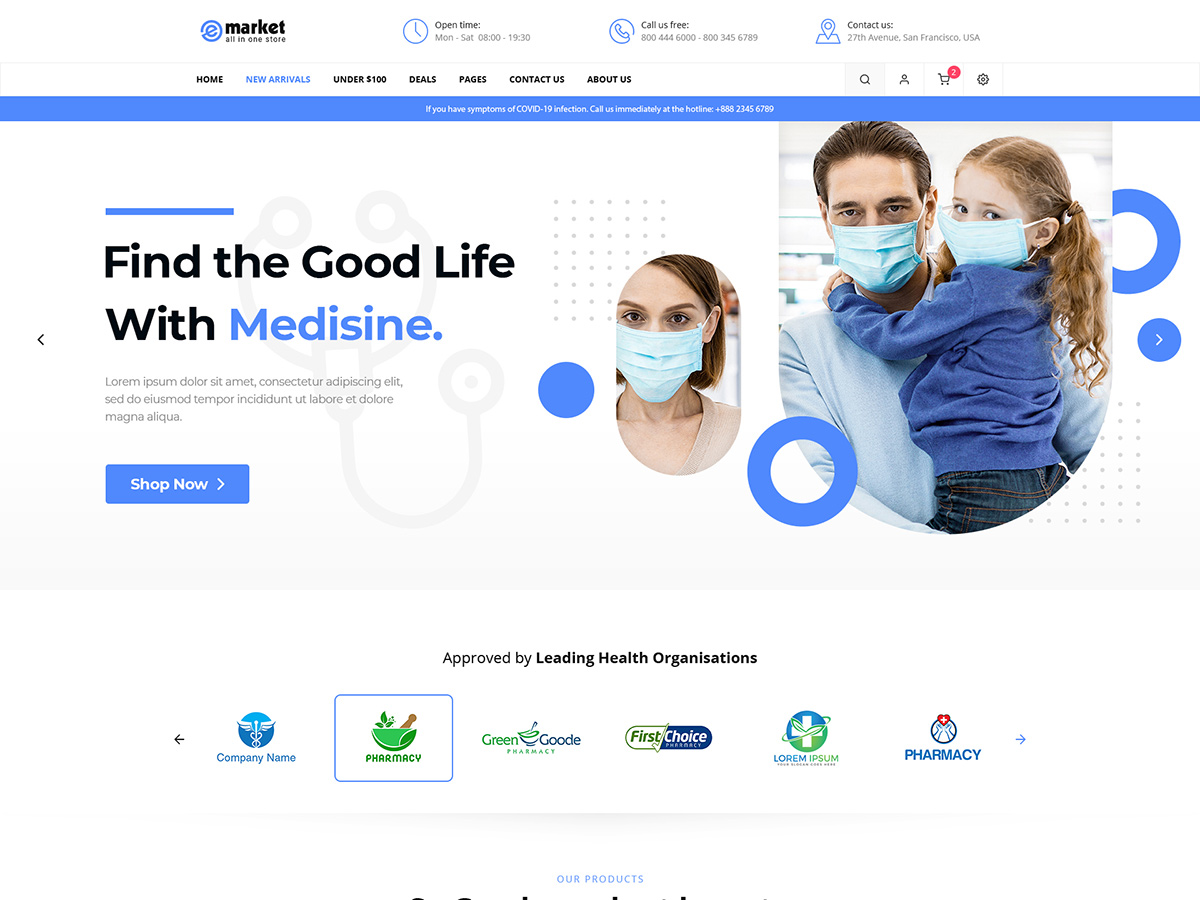 market
all in one store
Open time:
Mon - Sat 08:00 - 19:30
Call us free:
800 444 6000 - 800 345 6789
Contact us:
27th Avenue, San Francisco, USA
HOME NEW ARRIVALS UNDER $100 DEALS PAGES CONTACT US ABOUT US
2
If you have symptoms of COVID-19 infection. Call us immediately at the hotline: +888 2345 6789
Find the Good Life
With Medisine.
Lorem ipsum dolor sit amet, consectetur adipiscing elit,
sed do eiusmod tempor incididunt ut labore et dolore
magna aliqua.
Shop Now
Approved by Leading Health Organisations
Company Name
PHARMACY
Green Goode
PHARMACY
First Choice
PHARMACY
LOREM IPSUM
YOUR SLOGAN GOES HERE
PHARMACY
OUR PRODUCTS